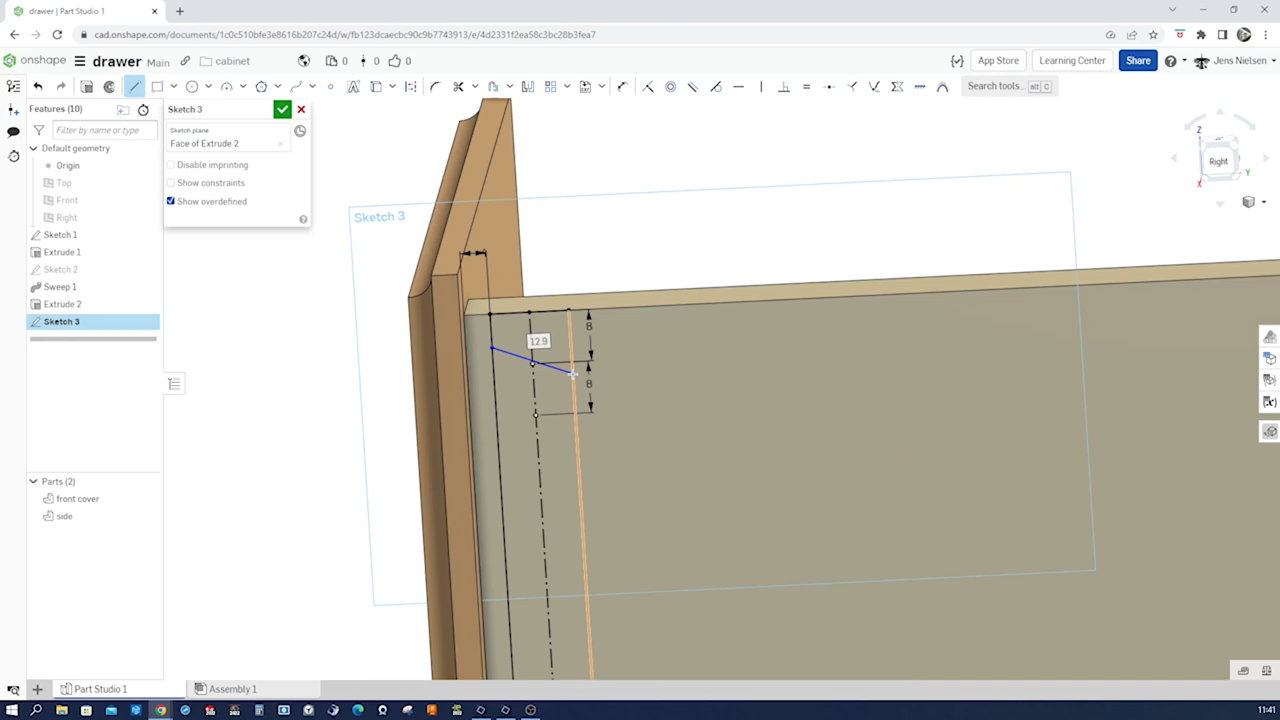 drawer | Part Studio 1
cad.onshape.com/documents/1c0c510bfe3e8616b207c24d/w/fb123dcaecbc90c9b7743913/e/4d2331f2ea58c3bc28b3fea7
onshape
drawer Main
cabinet
0
0
0
App Store
Learning Center
Share
Jens Nielsen
Search tools...
alt C
Features (10)
Filter by name or type
Default geometry
Origin
Top
Front
Right
Sketch 1
Extrude 1
Sketch 2
Sweep 1
Extrude 2
Sketch 3
Parts (2)
front cover
side
Sketch 3
Sketch plane
Face of Extrude 2
Disable imprinting
Show constraints
Show overdefined
Sketch 3
12.9
8
8
Z
Right
Y
X
Part Studio 1
Assembly 1
11:41